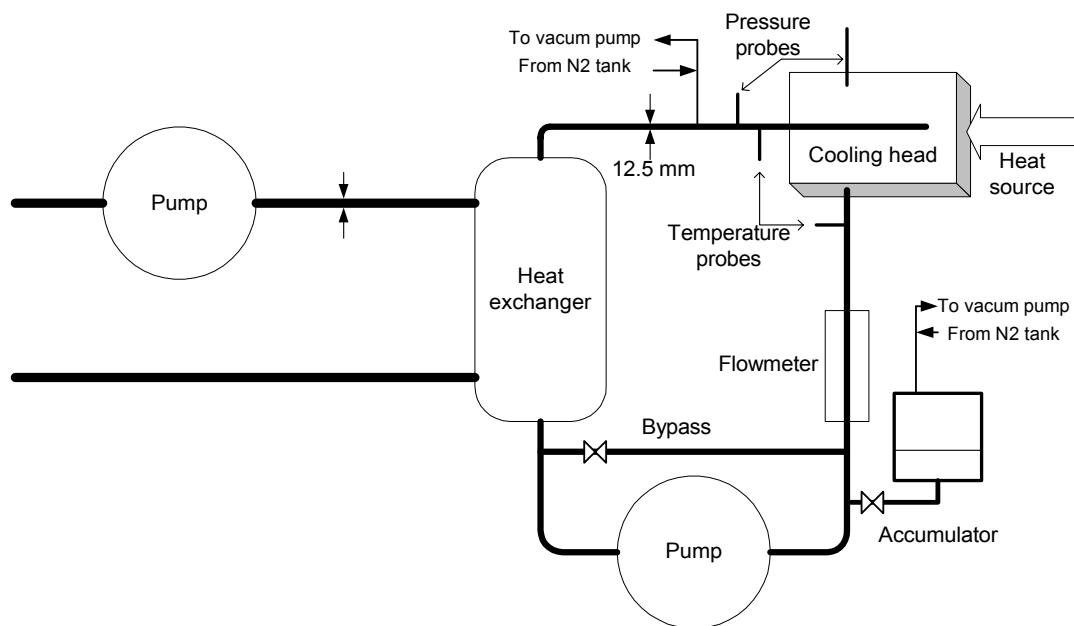 Pressure
probes
To vacum pump
From N2 tank
12.5 mm
Cooling head
Heat
source
Pump
Temperature
probes
Heat
exchanger
To vacum pump
From N2 tank
Flowmeter
Bypass
Accumulator
Pump